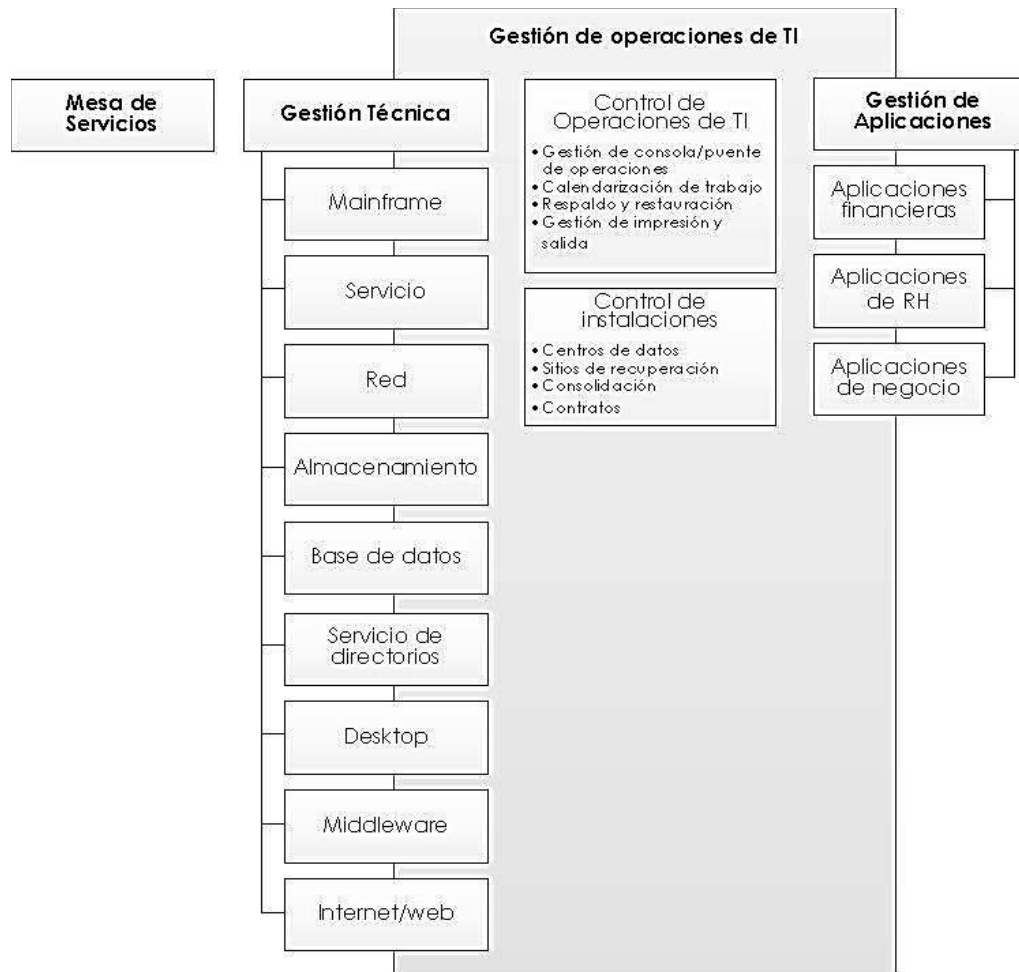 Gestión de operaciones de TI
Mesa de
Servicios
Gestión Técnica
Mainframe
Servicio
Red
Almacenamiento
Base de datos
Servicio de
directorios
Desktop
Middleware
Internet/web
Control de
Operaciones de TI
• Gestión de consola/puente
de operaciones
• Calendarización de trabajo
• Respaldo y restauración
• Gestión de impresión y
salida
Control de
instalaciones
• Centros de datos
• Sitios de recuperación
• Consolidación
• Contratos
Gestión de
Aplicaciones
Aplicaciones
financieras
Aplicaciones
de RH
Aplicaciones
de negocio